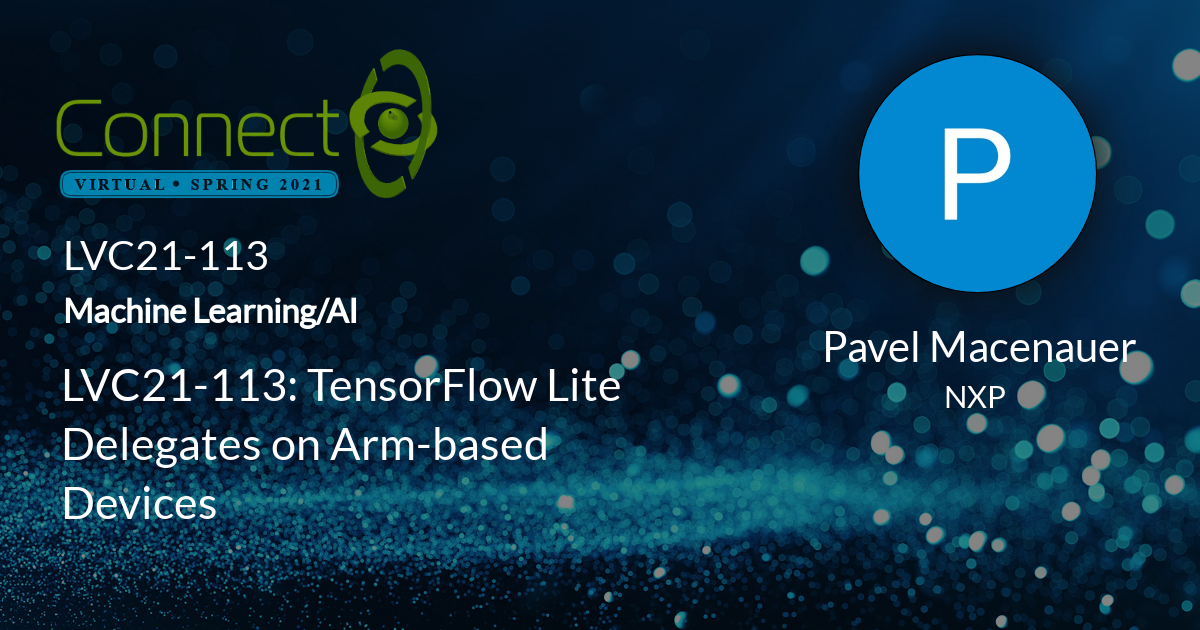 Connect
VIRTUAL • SPRING 2021
LVC21-113
Machine Learning/AI
LVC21-113: TensorFlow Lite
Delegates on Arm-based
Devices
P
Pavel Macenauer
NXP